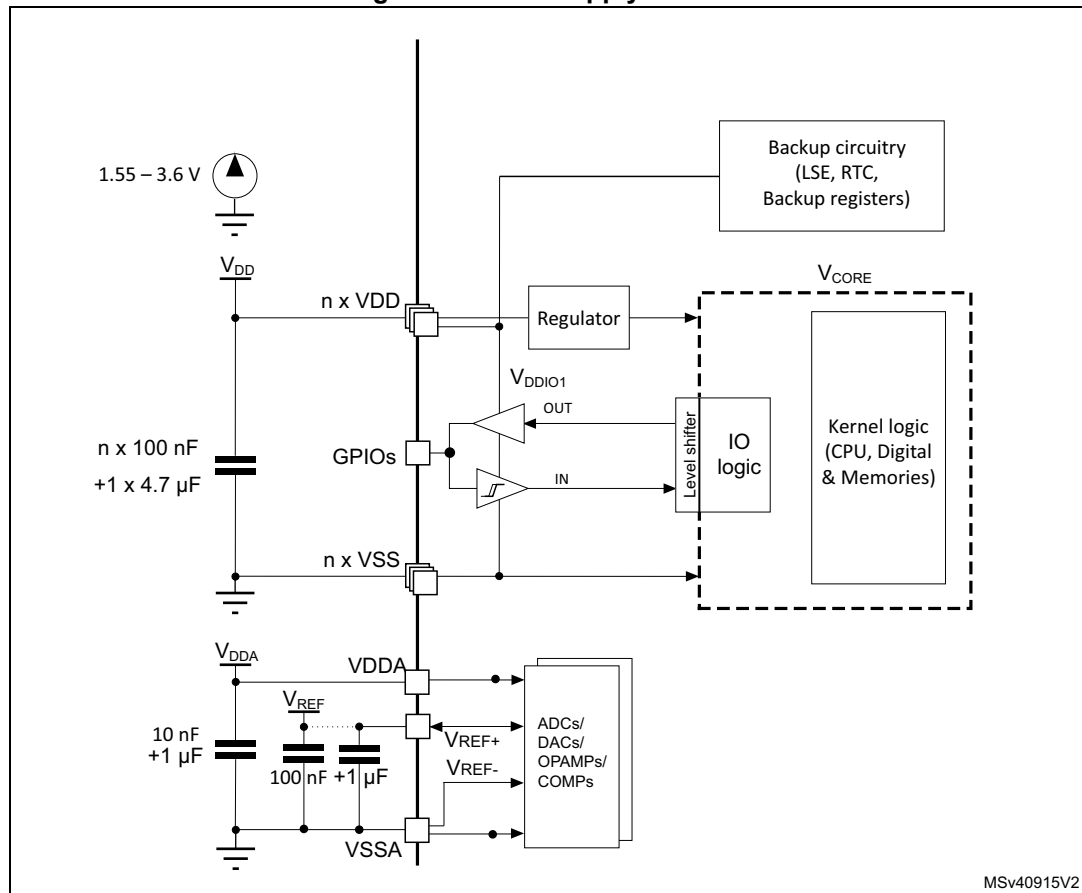 1.55 – 3.6 V
Backup circuitry
(LSE, RTC,
Backup registers)
VDD
VCORE
n x VDD
Regulator
VDDIO1
OUT
n x 100 nF
+1 x 4.7 µF
GPIOs
IN
Level shifter
IO
logic
Kernel logic
(CPU, Digital
& Memories)
n x VSS
VDDA
VDDA
VREF
10 nF
+1 µF
100 nF
+1 µF
VREF+
VREF-
ADCs/
DACs/
OPAMPs/
COMPs
VSSA
MSv40915V2